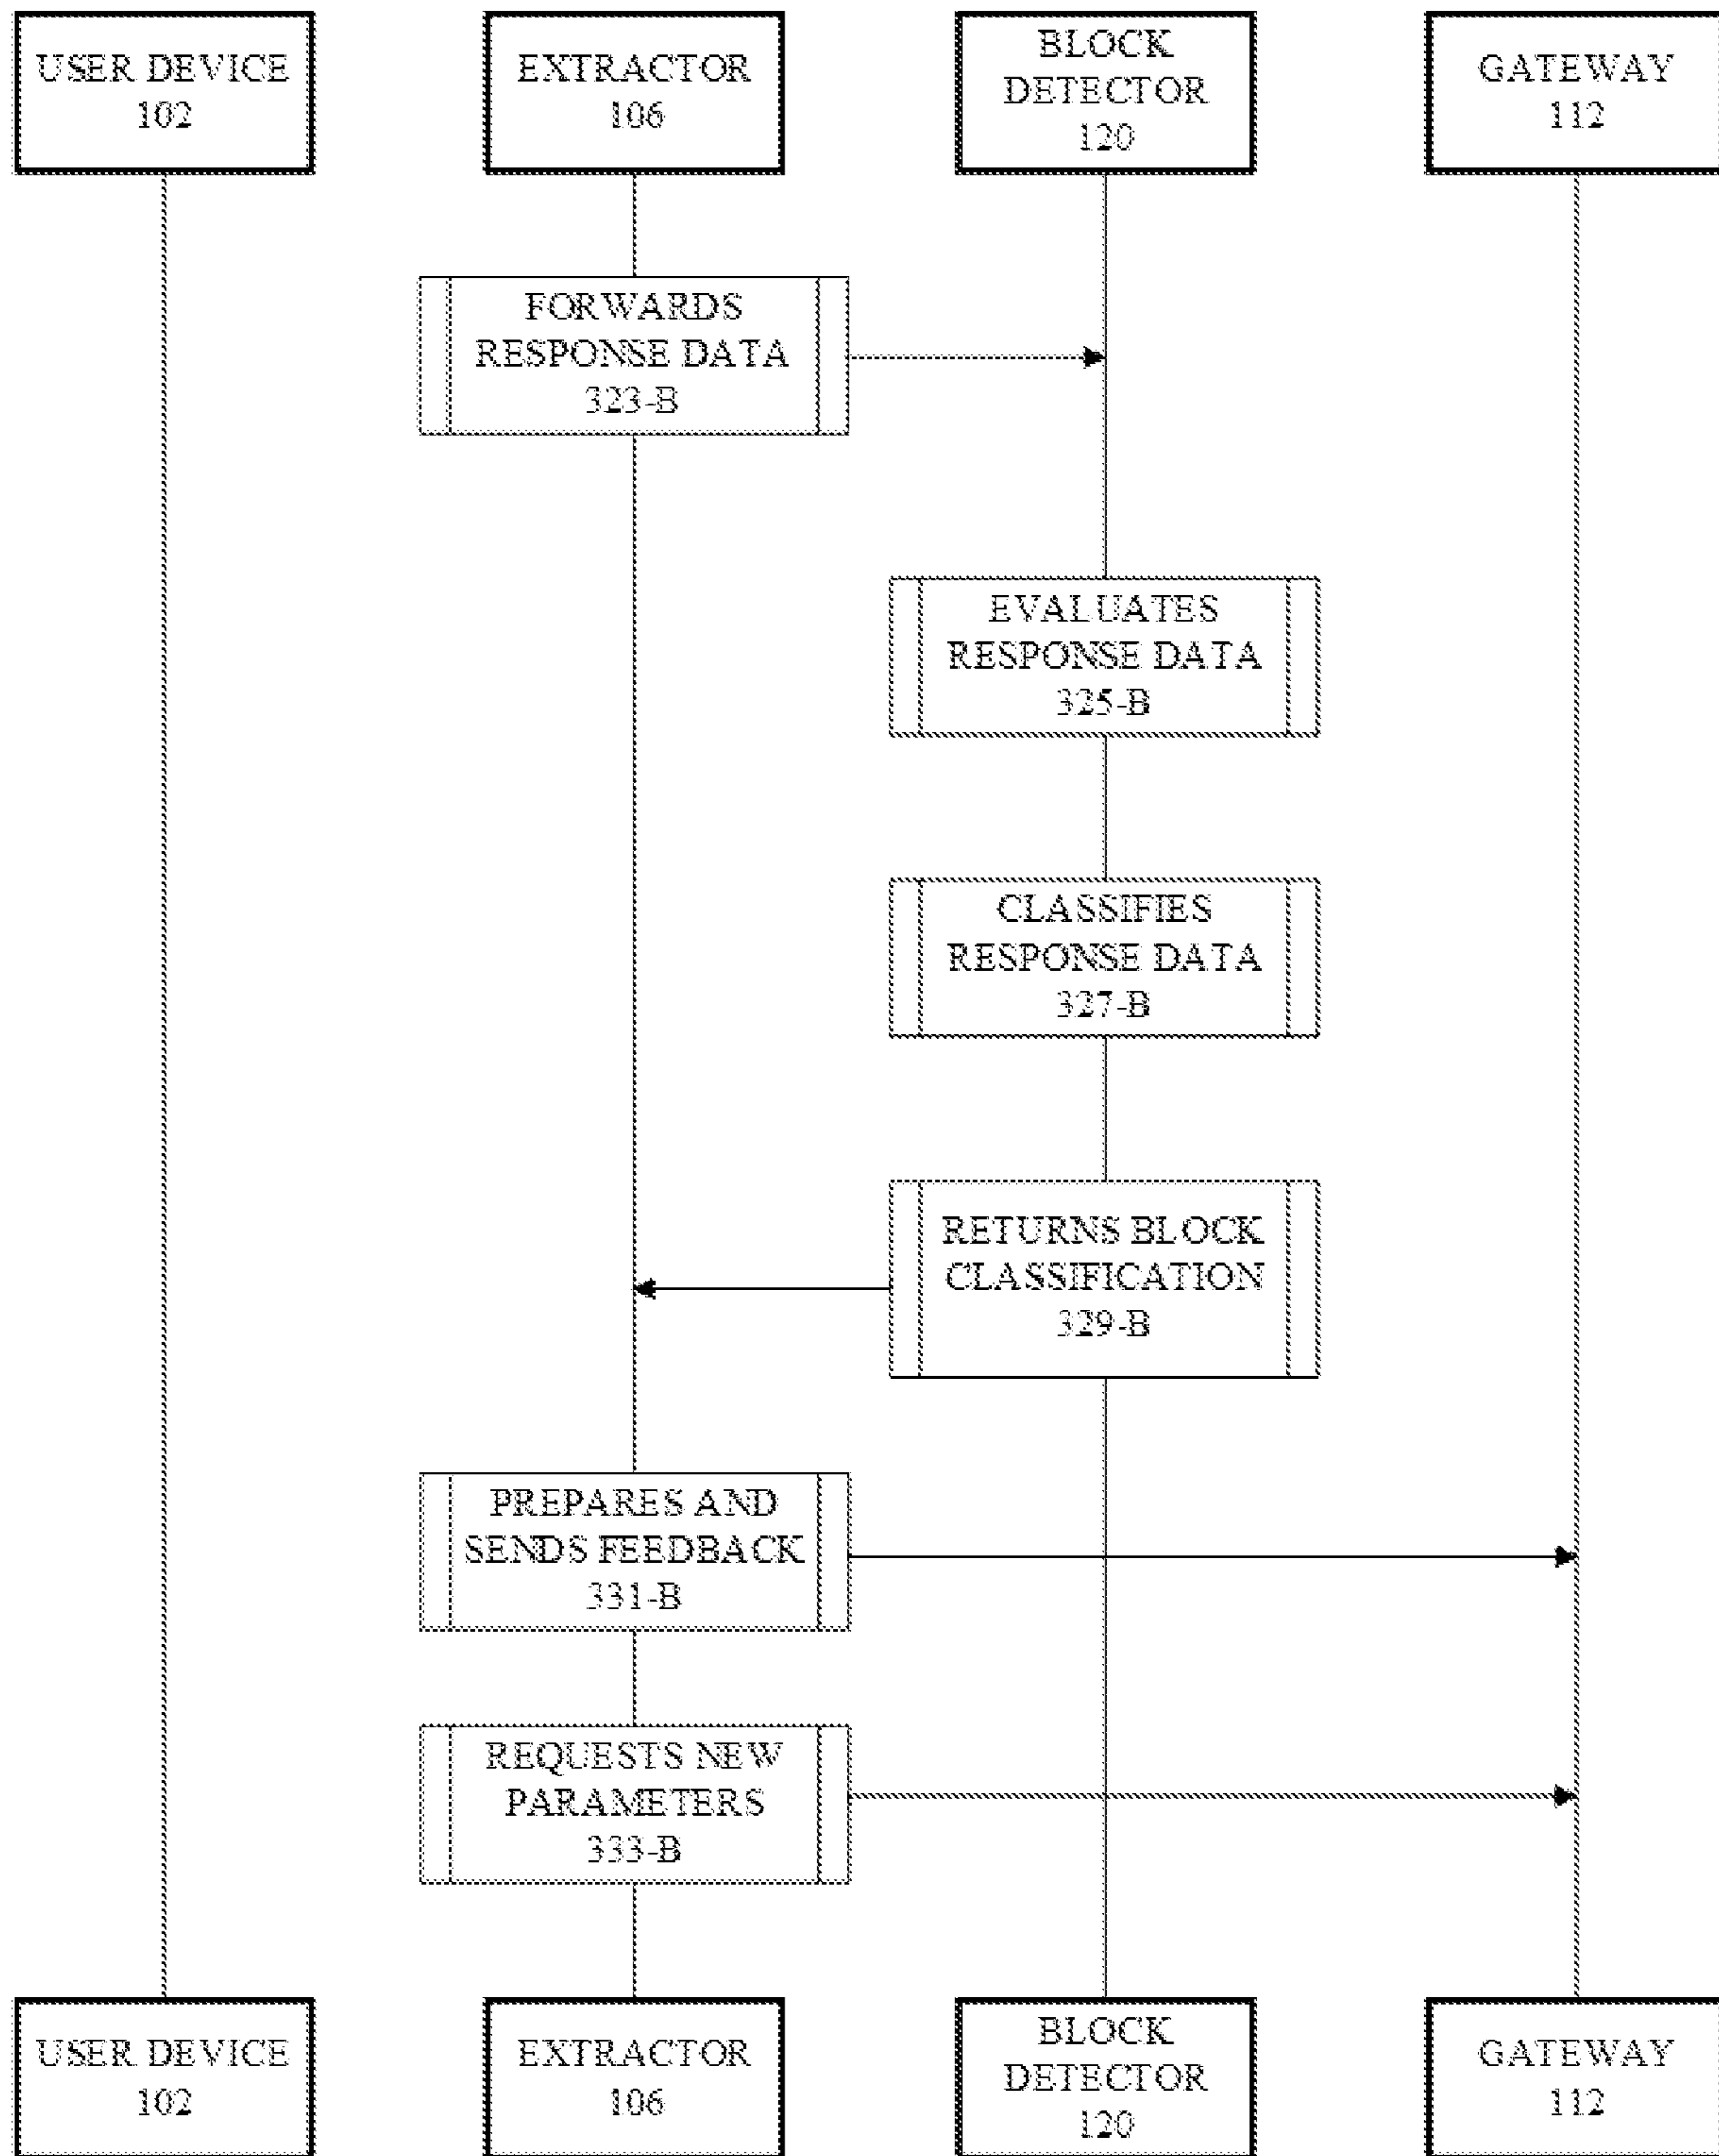 USER DEVICE
102
EXTRACTOR
106
BLOCK
DETECTOR
120
GATEWAY
112
FORWARDS
RESPONSE DATA
323-B
EVALUATES
RESPONSE DATA
325-B
CLASSIFIES
RESPONSE DATA
327-B
RETURNS BLOCK
CLASSIFICATION
329-B
PREPARES AND
SENDS FEEDBACK
331-B
REQUESTS NEW
PARAMETERS
333-B
USER DEVICE
102
EXTRACTOR
106
BLOCK
DETECTOR
120
GATEWAY
112